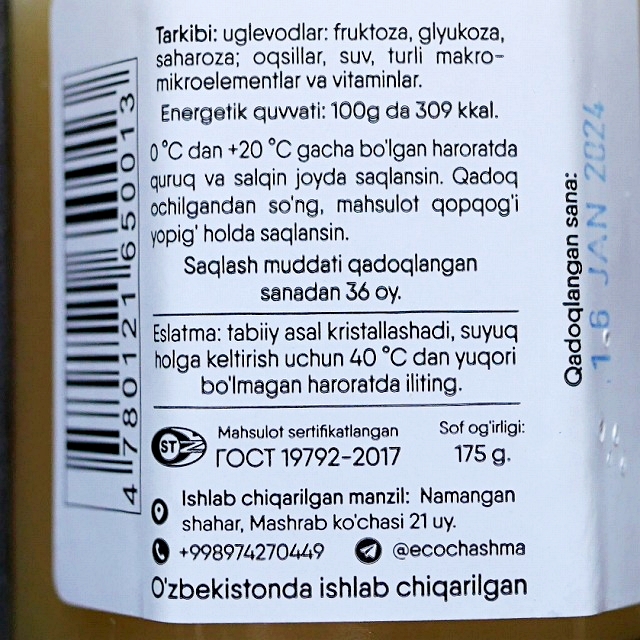 Tarkibi: uglevodlar: fruktoza, glyukoza,
saharoza; oqsillar, suv, turli makro-
mikroelementlar va vitaminlar.
Energetik quvvati: 100g da 309 kkal.
0 °C dan +20 °C gacha bo'lgan haroratda
quruq va salqin joyda saqlansin. Qadoq
ochilgandan so'ng, mahsulot qopqog'i
yopig' holda saqlansin.
Saqlash muddati qadoqlangan
sanadan 36 oy.
Eslatma: tabiiy asal kristallashadi, suyuq
holga keltirish uchun 40 °C dan yuqori
bo'lmagan haroratda iliting.
ST
Mahsulot sertifikatlangan
ГОСТ 19792-2017
Sof og'irligi:
175 g.
Ishlab chiqarilgan manzil: Namangan
shahar, Mashrab ko'chasi 21 uy.
+998974270449 @ecochashma
O'zbekistonda ishlab chiqarilgan
4 780121 650013
Qadoqlangan sana:
16 JAN 2024